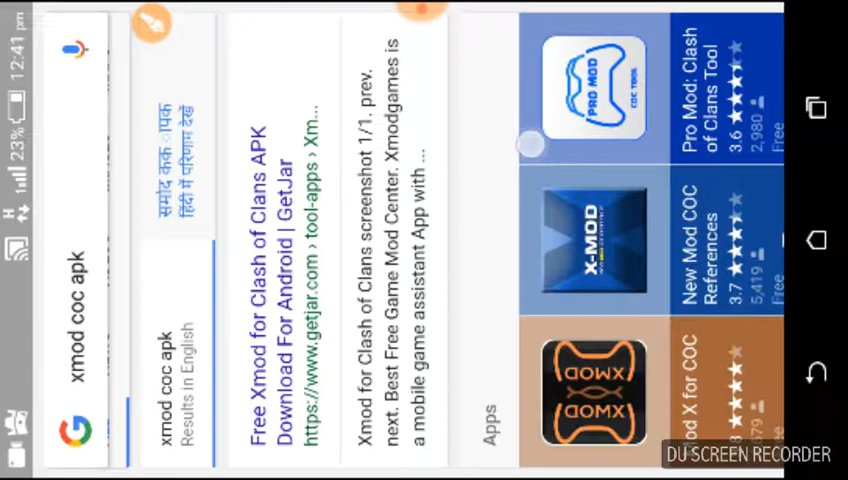 H 23% 12:41 pm
xmod coc apk
xmod coc apk
Results in English
हिंदी में परिणाम देखें
Free Xmod for Clash of Clans APK
Download For Android | GetJar
https://www.getjar.com › tool-apps › Xm...
Xmod for Clash of Clans screenshot 1/1. prev.
next. Best Free Game Mod Center. Xmodgames is
a mobile game assistant App with ...
Apps
XMOD
XMOD
od X for COC
X-MOD
New Mod COC
References
3.7
5,419
Free
PRO MOD
COC TOOL
Pro Mod: Clash
of Clans Tool
3.6
2,980
Free
DU SCREEN RECORDER